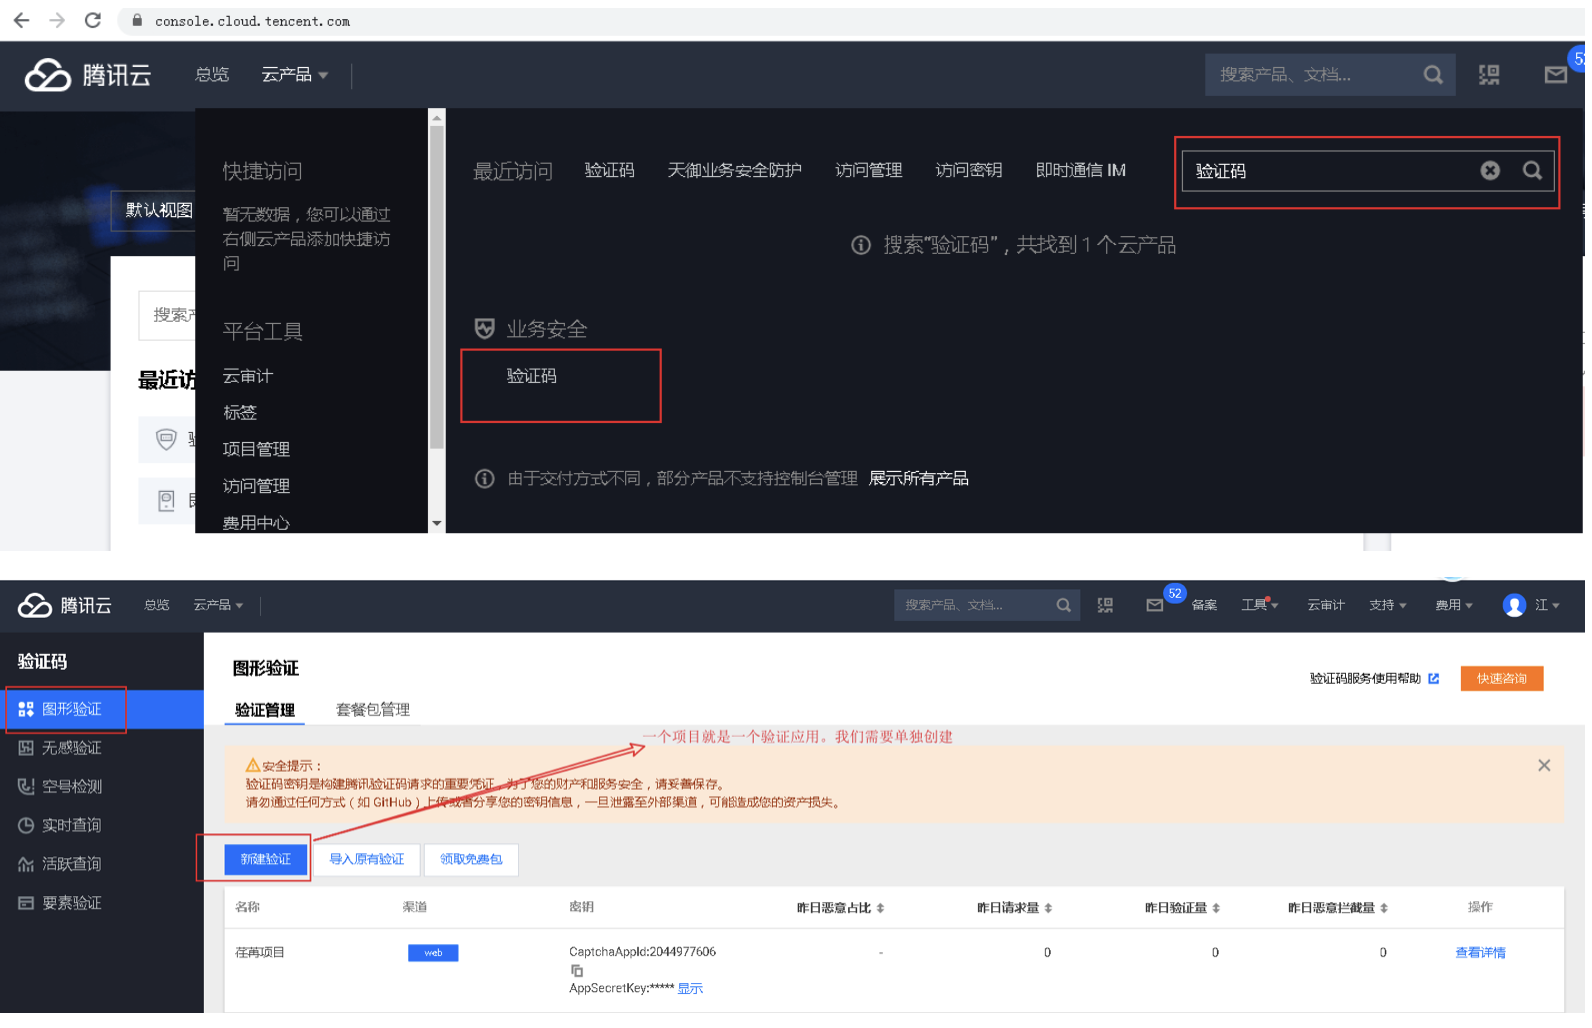 console.cloud.tencent.com
腾讯云 总览 云产品 搜索产品、文档...
快捷访问
暂无数据，您可以通过
右侧云产品添加快捷访
问
平台工具
云审计
标签
项目管理
访问管理
费用中心
默认视图
搜索
最近访
最近访问 验证码 天御业务安全防护 访问管理 访问密钥 即时通信 IM
验证码
搜索“验证码”，共找到 1 个云产品
业务安全
验证码
由于交付方式不同，部分产品不支持控制台管理 展示所有产品
腾讯云 总览 云产品 搜索产品、文档... 52 备案 工具 云审计 支持 费用 江
验证码
图形验证
无感验证
空号检测
实时查询
活跃查询
要素验证
图形验证
验证码服务使用帮助 快速咨询
验证管理 套餐包管理
一个项目就是一个验证应用。我们需要单独创建
安全提示：
验证码密钥是构建腾讯验证码请求的重要凭证，为了您的财产和服务安全，请妥善保存。
请勿通过任何方式（如 GitHub）上传或者分享您的密钥信息，一旦泄露至外部渠道，可能造成您的资产损失。
新建验证 导入原有验证 领取免费包
名称 渠道 密钥 昨日恶意占比 昨日请求量 昨日验证量 昨日恶意拦截量 操作
荏苒项目 web CaptchaAppId:2044977606 - 0 0 0 查看详情
AppSecretKey:***** 显示